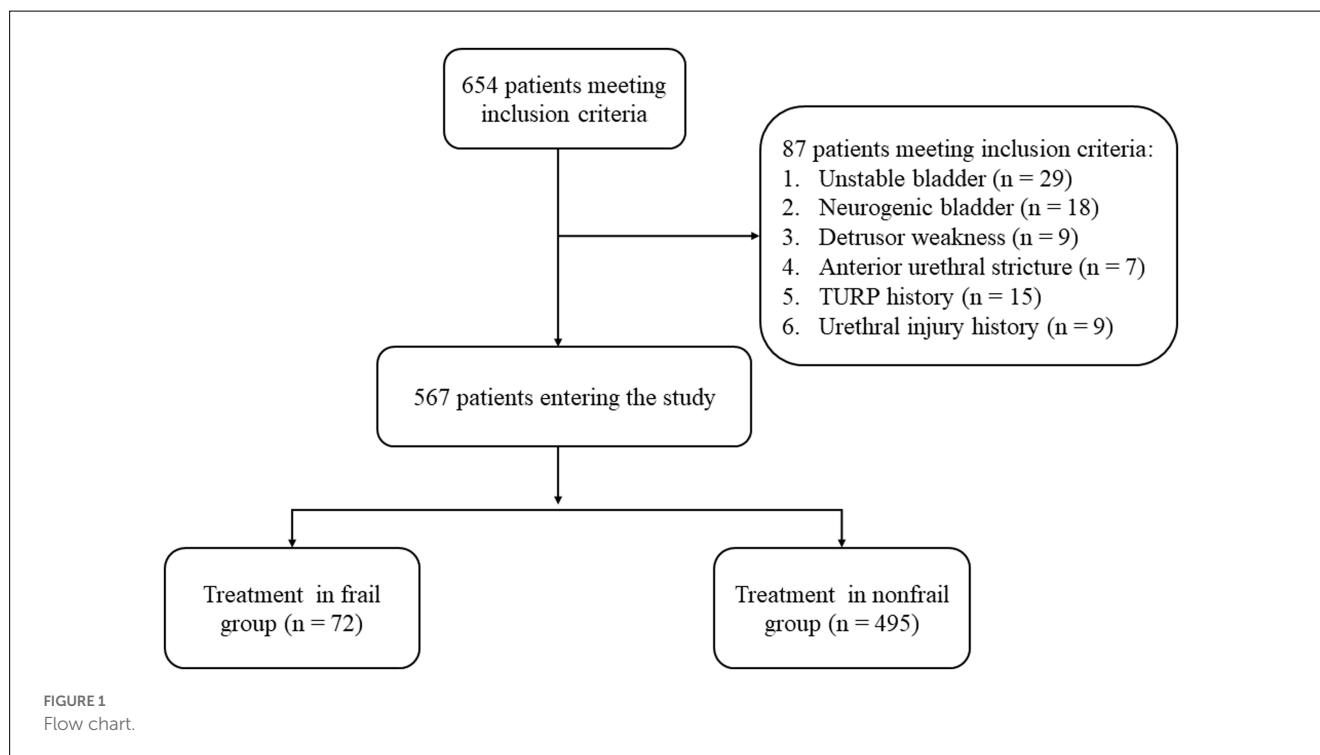 654 patients meeting
inclusion criteria
87 patients meeting inclusion criteria:
1. Unstable bladder (n = 29)
2. Neurogenic bladder (n = 18)
3. Detrusor weakness (n = 9)
4. Anterior urethral stricture (n = 7)
5. TURP history (n = 15)
6. Urethral injury history (n = 9)
567 patients entering the study
Treatment in frail
group (n = 72)
Treatment in nonfrail
group (n = 495)
FIGURE 1
Flow chart.